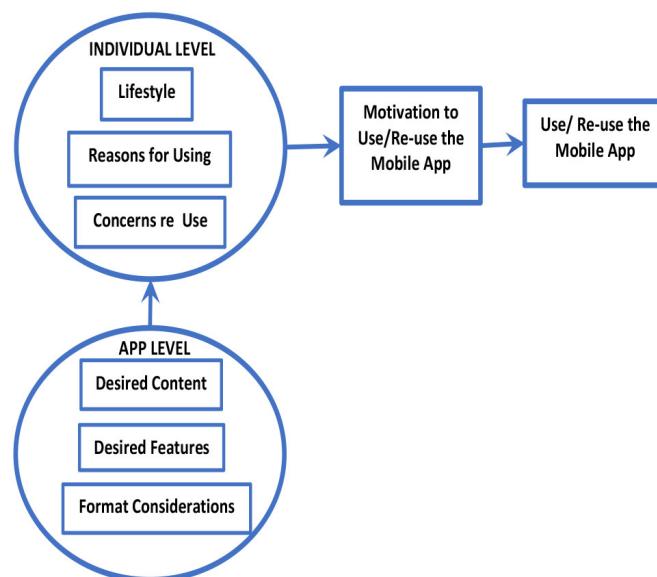 INDIVIDUAL LEVEL
Lifestyle
Reasons for Using
Concerns re Use
Motivation to
Use/Re-use the
Mobile App
Use/ Re-use the
Mobile App
APP LEVEL
Desired Content
Desired Features
Format Considerations